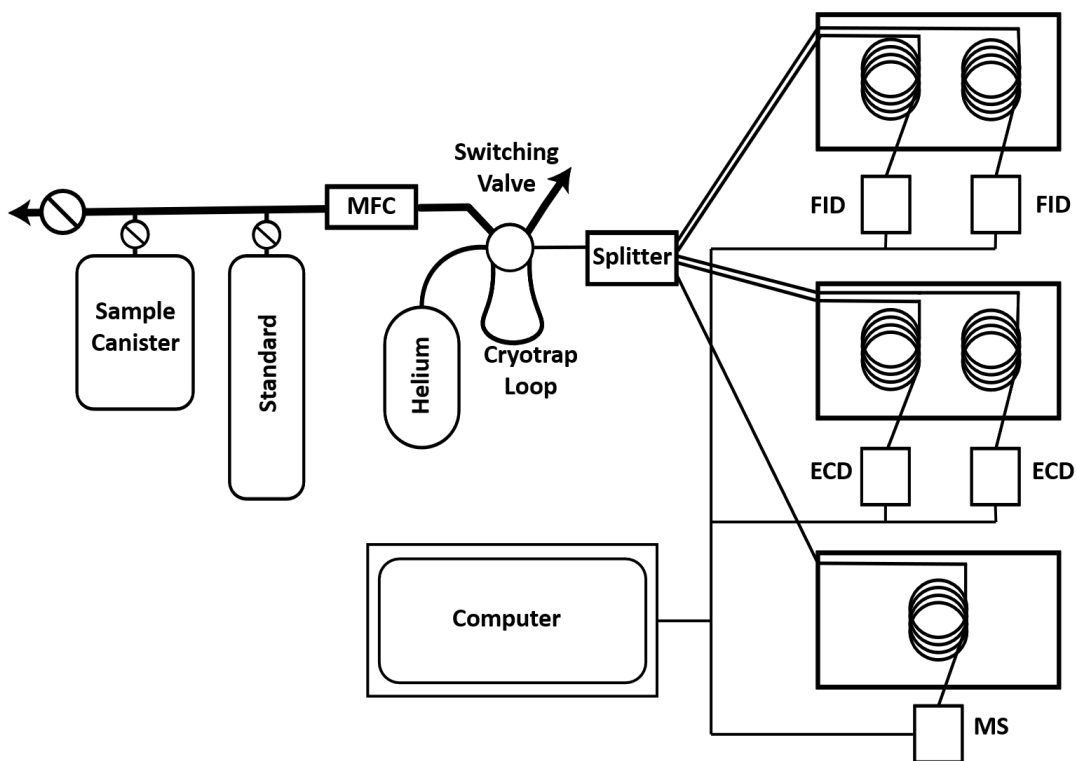 Switching
Valve
MFC
Splitter
Sample
Canister
Standard
Helium
Cryotrap
Loop
FID
FID
ECD
ECD
Computer
MS